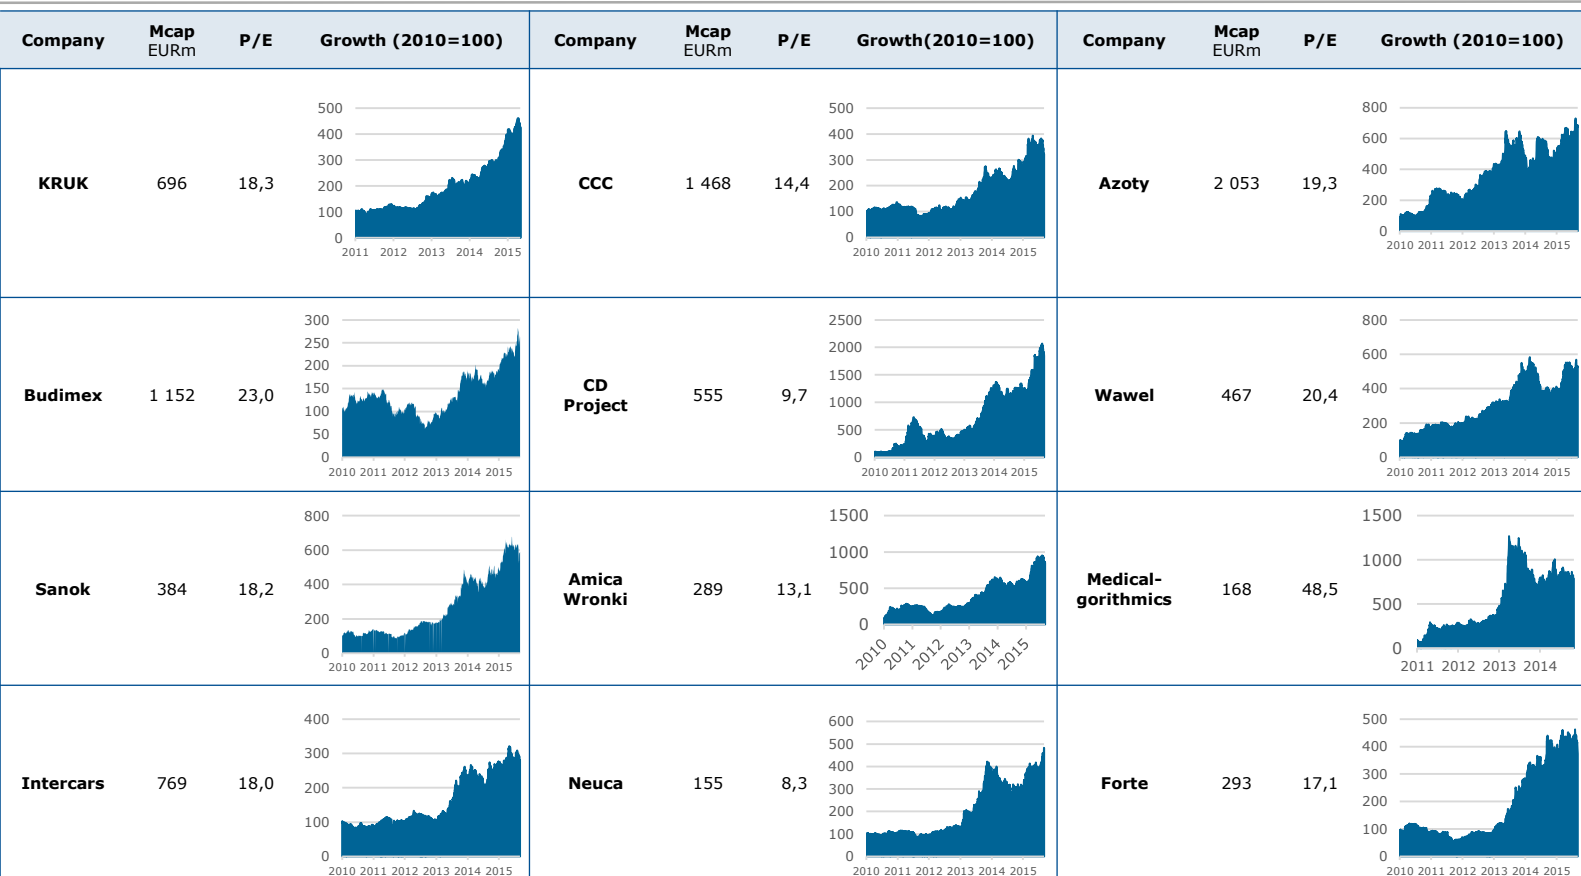 Company Mcap EURm P/E Growth (2010=100) Company Mcap EURm P/E Growth(2010=100) Company Mcap EURm P/E Growth (2010=100)
KRUK 696 18,3
500
400
300
200
100
0
2011 2012 2013 2014 2015
CCC 1 468 14,4
500
400
300
200
100
0
2010 2011 2012 2013 2014 2015
Azoty 2 053 19,3
800
600
400
200
0
2010 2011 2012 2013 2014 2015
Budimex 1 152 23,0
300
250
200
150
100
50
0
2010 2011 2012 2013 2014 2015
CD
Project 555 9,7
2500
2000
1500
1000
500
0
2010 2011 2012 2013 2014 2015
Wawel 467 20,4
800
600
400
200
0
2010 2011 2012 2013 2014 2015
Sanok 384 18,2
800
600
400
200
0
2010 2011 2012 2013 2014 2015
Amica
Wronki 289 13,1
1500
1000
500
0
2010 2011 2012 2013 2014 2015
Medical-
gorithmics 168 48,5
1500
1000
500
0
2011 2012 2013 2014
Intercars 769 18,0
400
300
200
100
0
2010 2011 2012 2013 2014 2015
Neuca 155 8,3
600
500
400
300
200
100
0
2010 2011 2012 2013 2014 2015
Forte 293 17,1
500
400
300
200
100
0
2010 2011 2012 2013 2014 2015